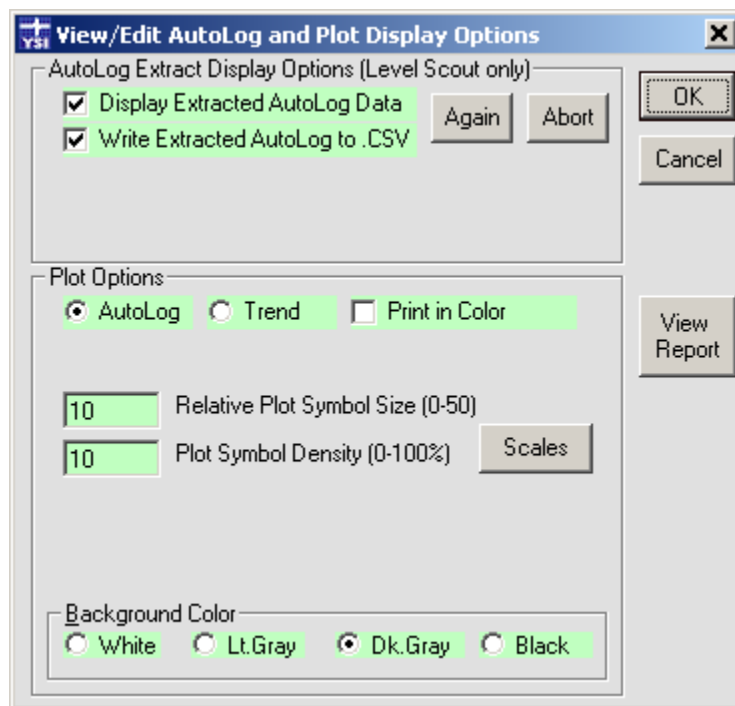 YSI View/Edit AutoLog and Plot Display Options
AutoLog Extract Display Options (Level Scout only)
Display Extracted AutoLog Data
Write Extracted AutoLog to .CSV
Again
Abort
OK
Cancel
Plot Options
AutoLog
Trend
Print in Color
View
Report
10 Relative Plot Symbol Size (0-50)
10 Plot Symbol Density (0-100%)
Scales
Background Color
White
Lt.Gray
Dk.Gray
Black